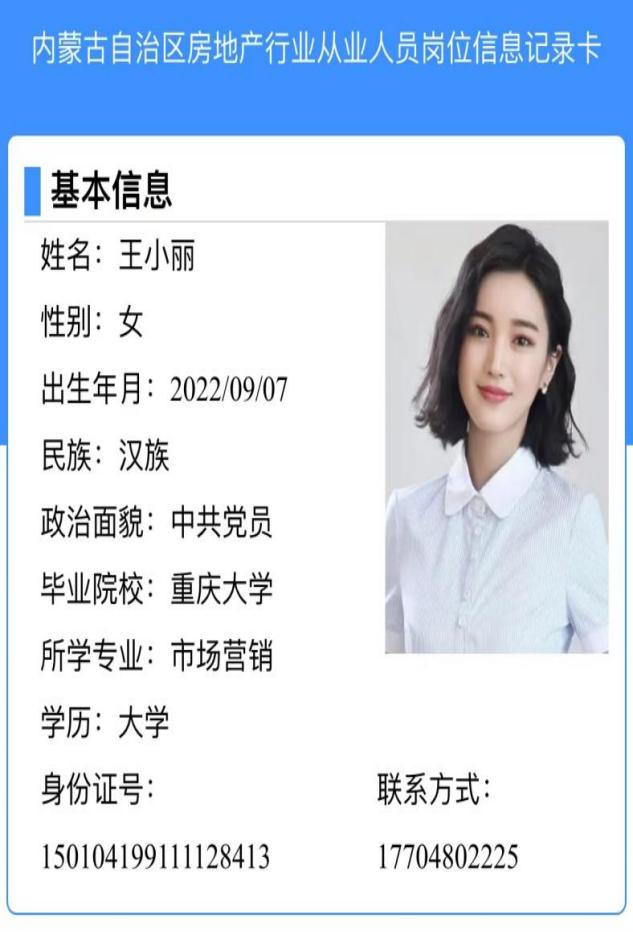 内蒙古自治区房地产行业从业人员岗位信息记录卡
基本信息
姓名：王小丽
性别：女
出生年月：2022/09/07
民族：汉族
政治面貌：中共党员
毕业院校：重庆大学
所学专业：市场营销
学历：大学
身份证号：
150104199111128413
联系方式：
17704802225